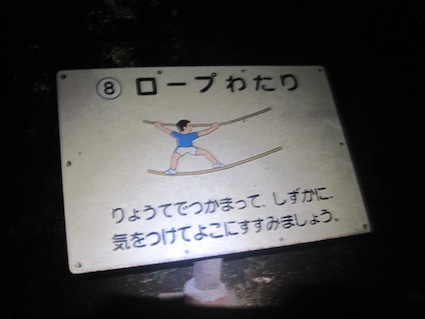 ⑧ ロープわたり
りょうてでつかまって、しずかに、
気をつけてよこにすすみましょう。